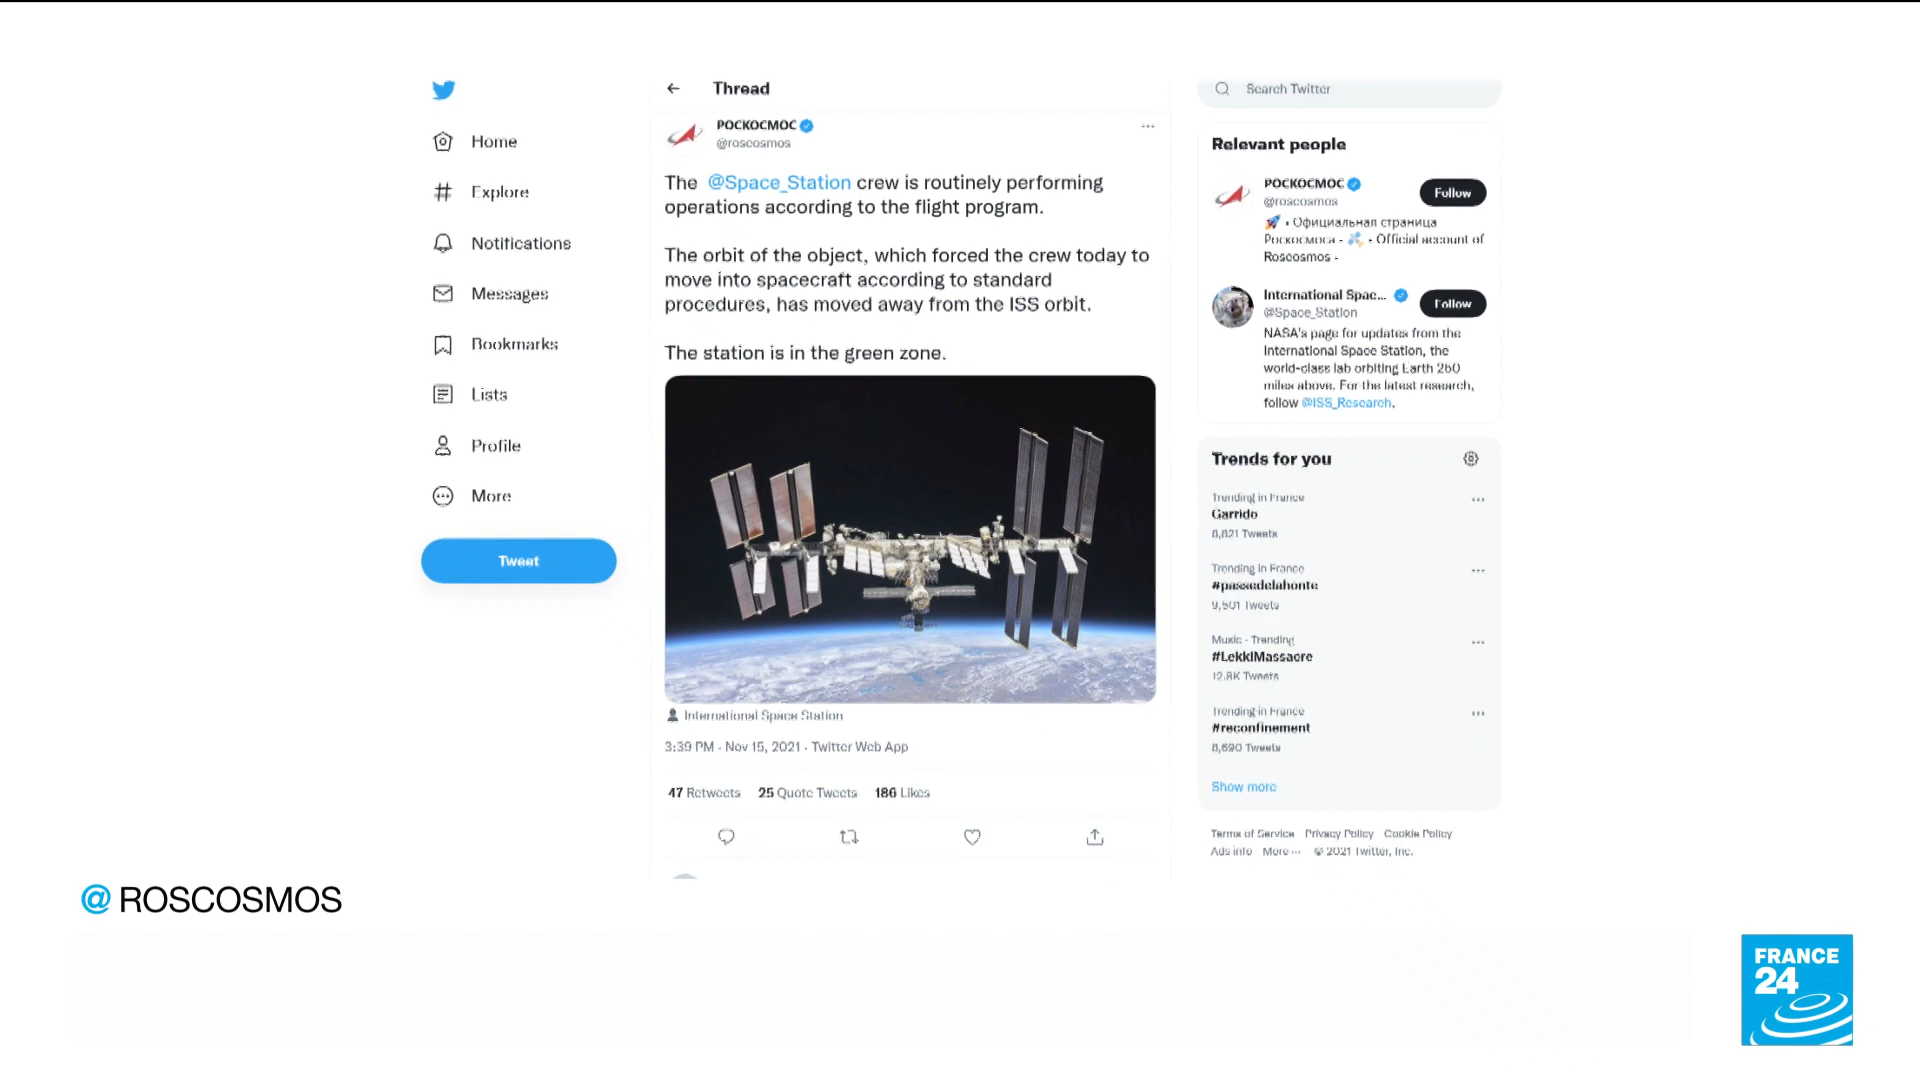 Home
Explore
Notifications
Messages
Bookmarks
Lists
Profile
More
Tweet
Thread
РОСКОСМОС
@roscosmos
The @Space_Station crew is routinely performing
operations according to the flight program.
The orbit of the object, which forced the crew today to
move into spacecraft according to standard
procedures, has moved away from the ISS orbit.
The station is in the green zone.
International Space Station
3:39 PM · Nov 15, 2021 · Twitter Web App
47 Retweets 25 Quote Tweets 186 Likes
Search Twitter
Relevant people
РОСКОСМОС
@roscosmos
Follow
• Официальная страница
Роскосмоса - - Official account of
Roscosmos -
International Spac...
@Space_Station
Follow
NASA's page for updates from the
International Space Station, the
world-class lab orbiting Earth 250
miles above. For the latest research,
follow @ISS_Research.
Trends for you
Trending in France
Garrido
Tweets
Trending in France
#passedelahonte
9,501 Tweets
Music · Trending
#LekkiMassacre
12.8K Tweets
Trending in France
#reconfinement
Tweets
Show more
Terms of Service Privacy Policy Cookie Policy
Ads info More ··· © 2021 Twitter, Inc.
@ ROSCOSMOS
FRANCE
24